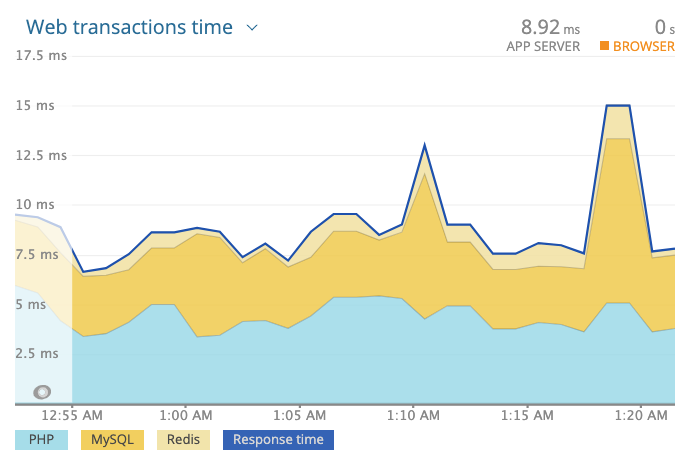 Web transactions time
8.92 ms
APP SERVER
0 s
BROWSER
17.5 ms
15 ms
12.5 ms
10 ms
7.5 ms
5 ms
2.5 ms
12:55 AM 1:00 AM 1:05 AM 1:10 AM 1:15 AM 1:20 AM
PHP MySQL Redis Response time